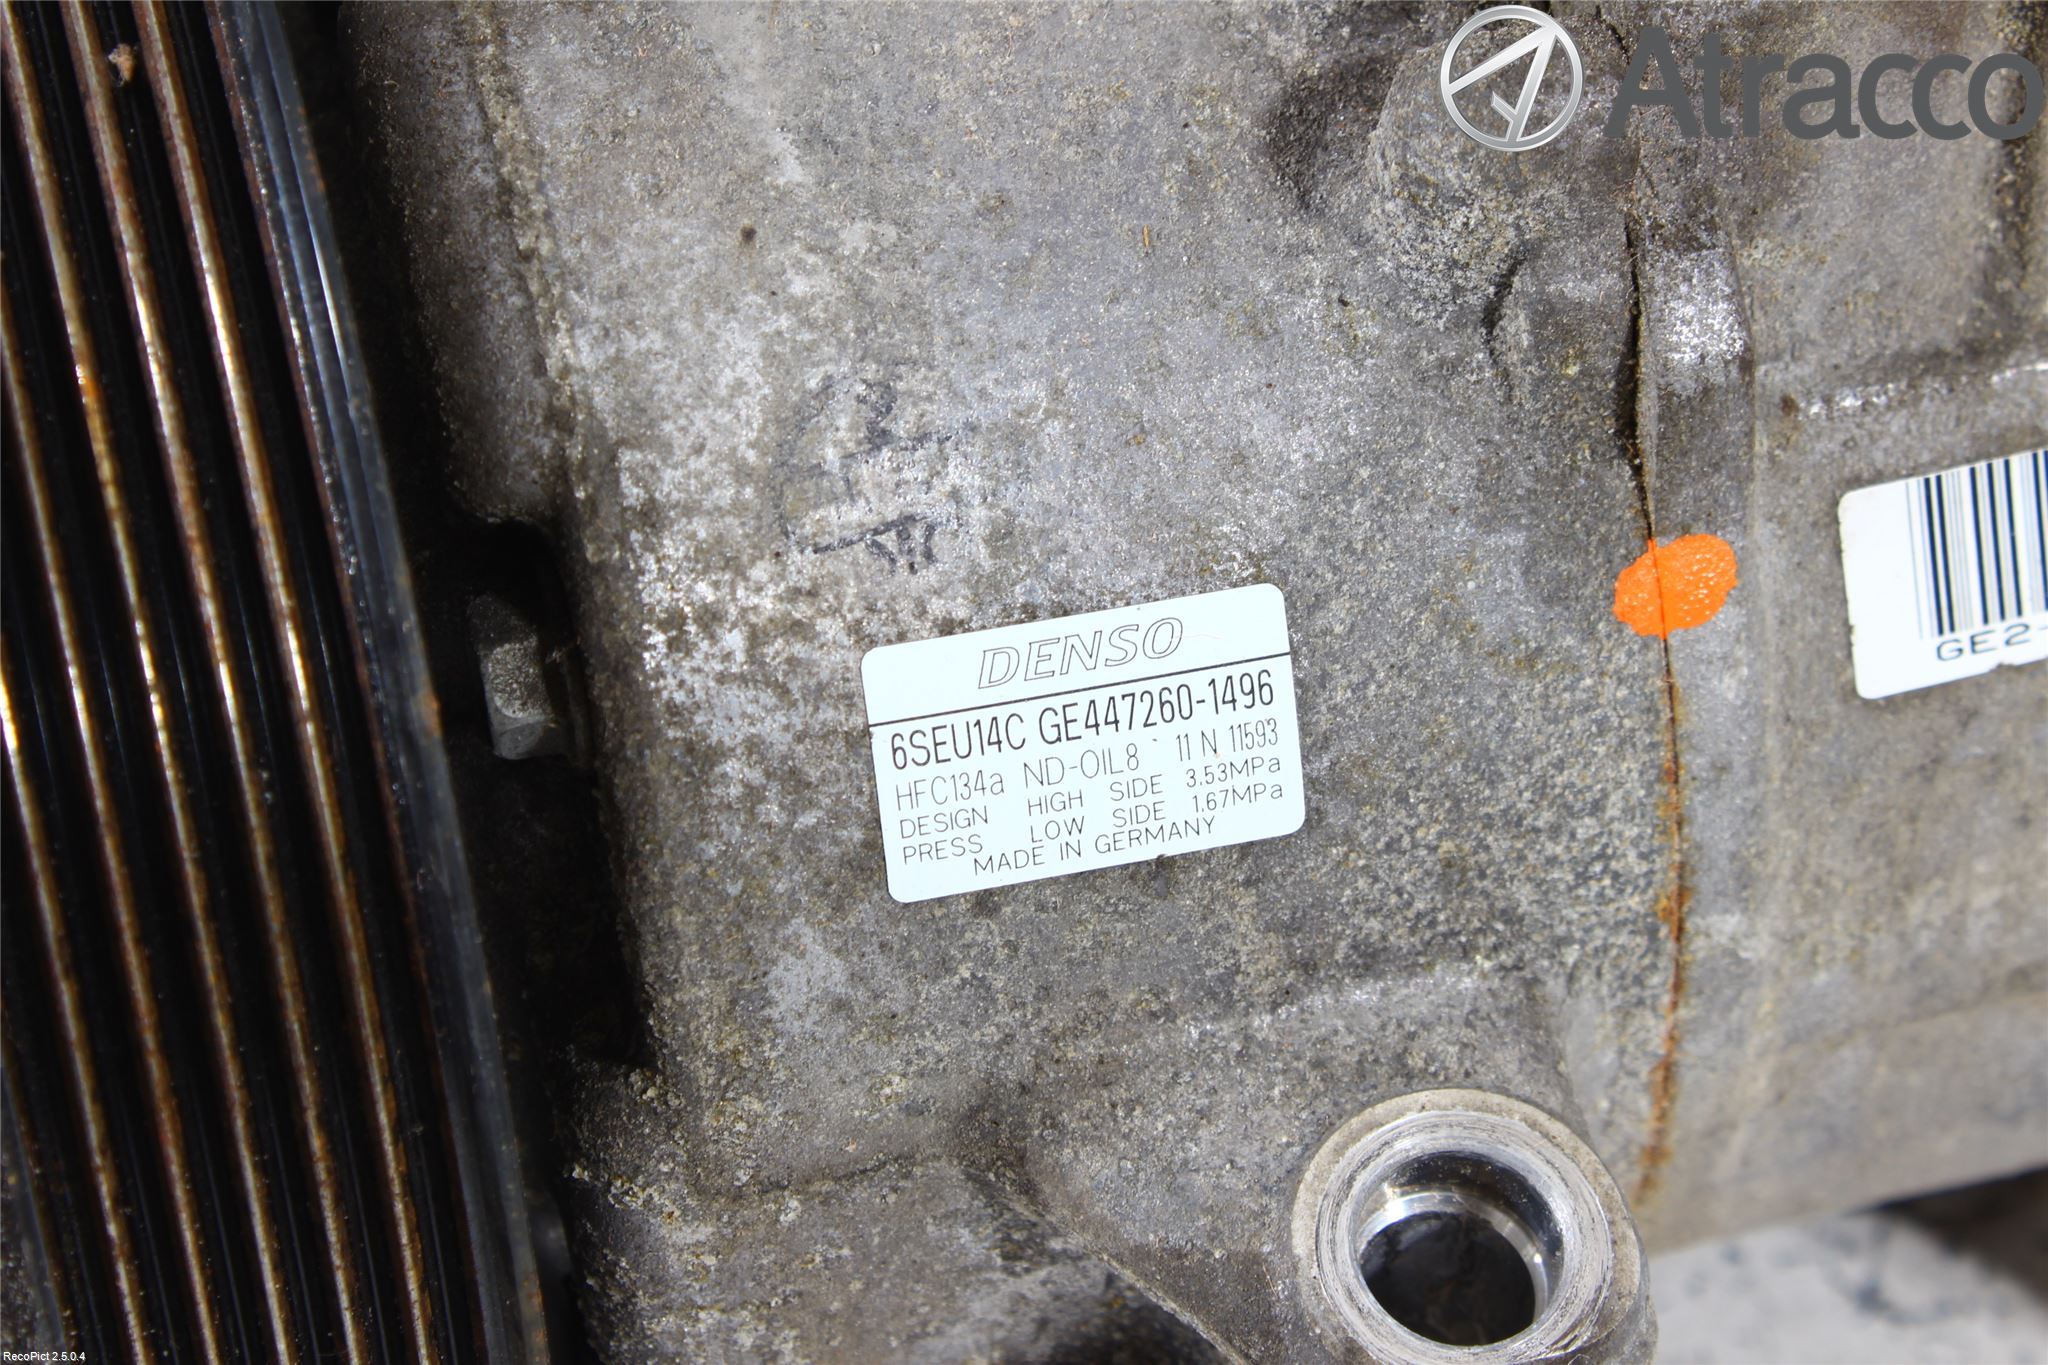 Atracco
DENSO
6SEU14C GE447260-1496
HFC134a ND-OIL8 11 N 11593
DESIGN HIGH SIDE 3.53MPa
PRESS LOW SIDE 1.67MPa
MADE IN GERMANY
GE2-
RecoPict 2.5.0.4